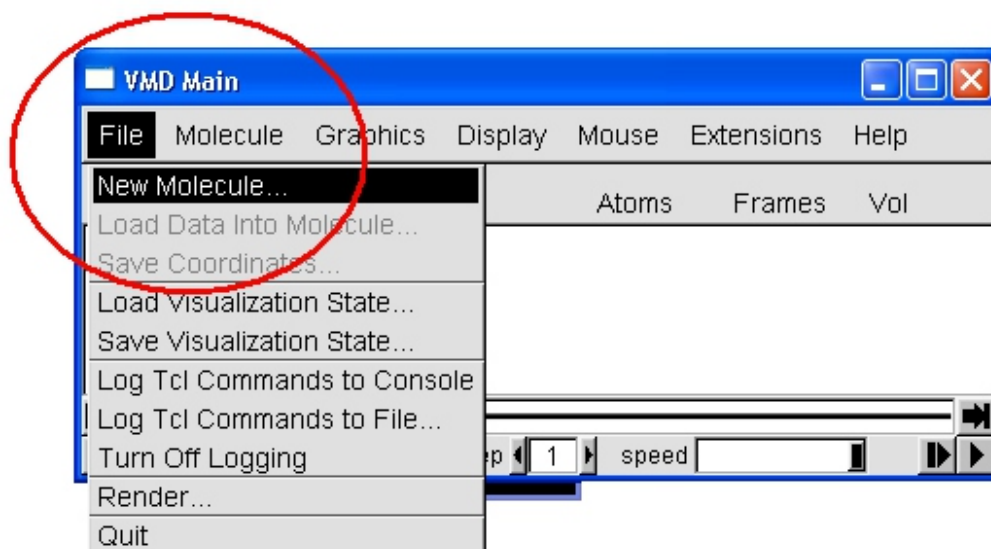 VMD Main
File Molecule Graphics Display Mouse Extensions Help
New Molecule...
Atoms Frames Vol
Load Data Into Molecule...
Save Coordinates...
Load Visualization State...
Save Visualization State...
Log Tcl Commands to Console
Log Tcl Commands to File...
Turn Off Logging
1 speed
Render...
Quit